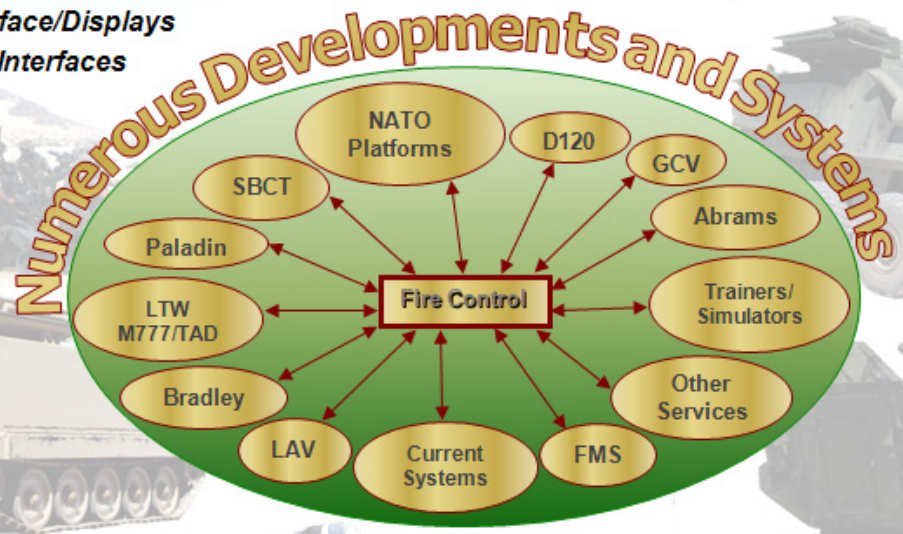 face/Displays
Interfaces
Numerous Developments and Systems
NATO
Platforms
D120
GCV
SBCT
Abrams
Paladin
Fire Control
Trainers/
Simulators
LTW
M777/TAD
Bradley
Other
Services
LAV
Current
Systems
FMS